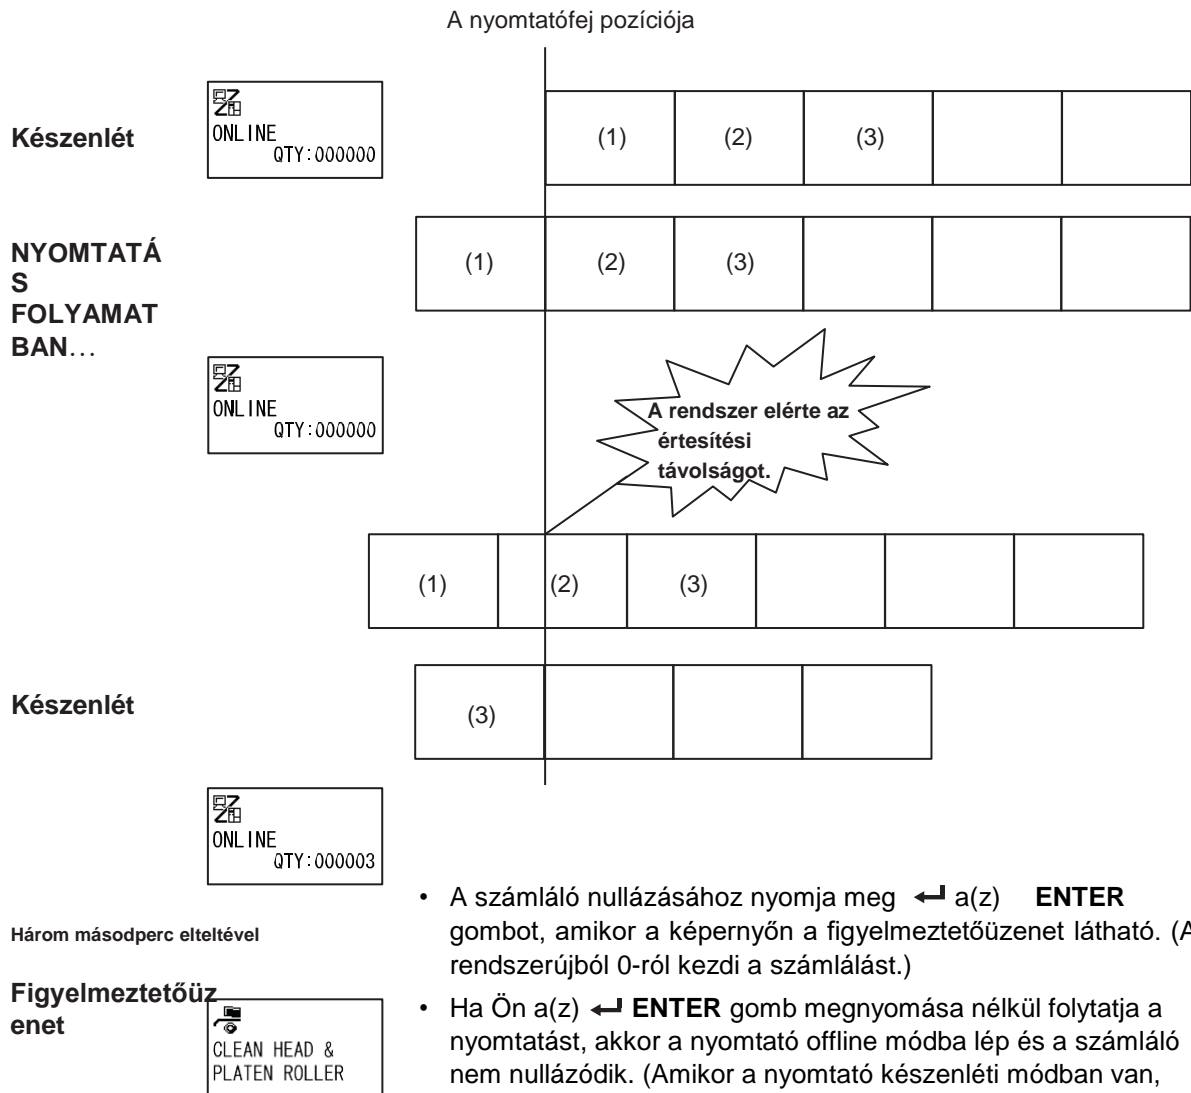 A nyomtatófej pozíciója
Készenlét
ONLINE
QTY:000000
(1) (2) (3)
NYOMTATÁ
S
FOLYAMAT
BAN…
(1) (2) (3)
ONLINE
QTY:000000
A rendszer elérte az
értesítési
távolságot.
(1) (2) (3)
Készenlét
(3)
ONLINE
QTY:000003
Három másodperc elteltével
Figyelmeztetőüz
enet
CLEAN HEAD &
PLATEN ROLLER
• A számláló nullázásához nyomja meg ↵ a(z) ENTER
gombot, amikor a képernyőn a figyelmeztetőüzenet látható. (A
rendszerújból 0-ról kezdi a számlálást.)
• Ha Ön a(z) ↵ ENTER gomb megnyomása nélkül folytatja a
nyomtatást, akkor a nyomtató offline módba lép és a számláló
nem nullázódik. (Amikor a nyomtató készenléti módban van,